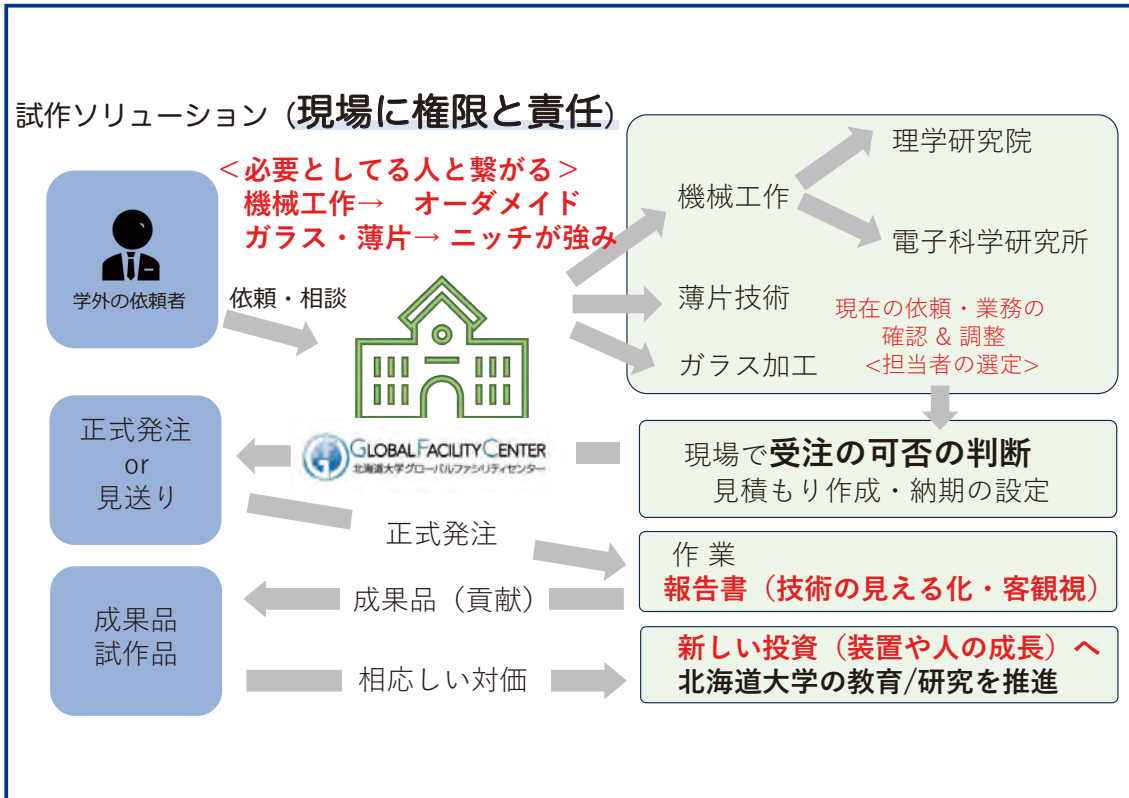 試作ソリューション（現場に権限と責任）
＜必要としてる人と繋がる＞
機械工作→　オーダメイド
ガラス・薄片→ ニッチが強み
学外の依頼者
依頼・相談
機械工作
理学研究院
電子科学研究所
薄片技術
ガラス加工
現在の依頼・業務の
確認 & 調整
<担当者の選定>
GLOBAL FACILITY CENTER
北海道大学グローバルファシリティセンター
正式発注
or
見送り
現場で受注の可否の判断
見積もり作成・納期の設定
正式発注
作 業
報告書（技術の見える化・客観視）
成果品（貢献）
成果品
試作品
相応しい対価
新しい投資（装置や人の成長）へ
北海道大学の教育/研究を推進